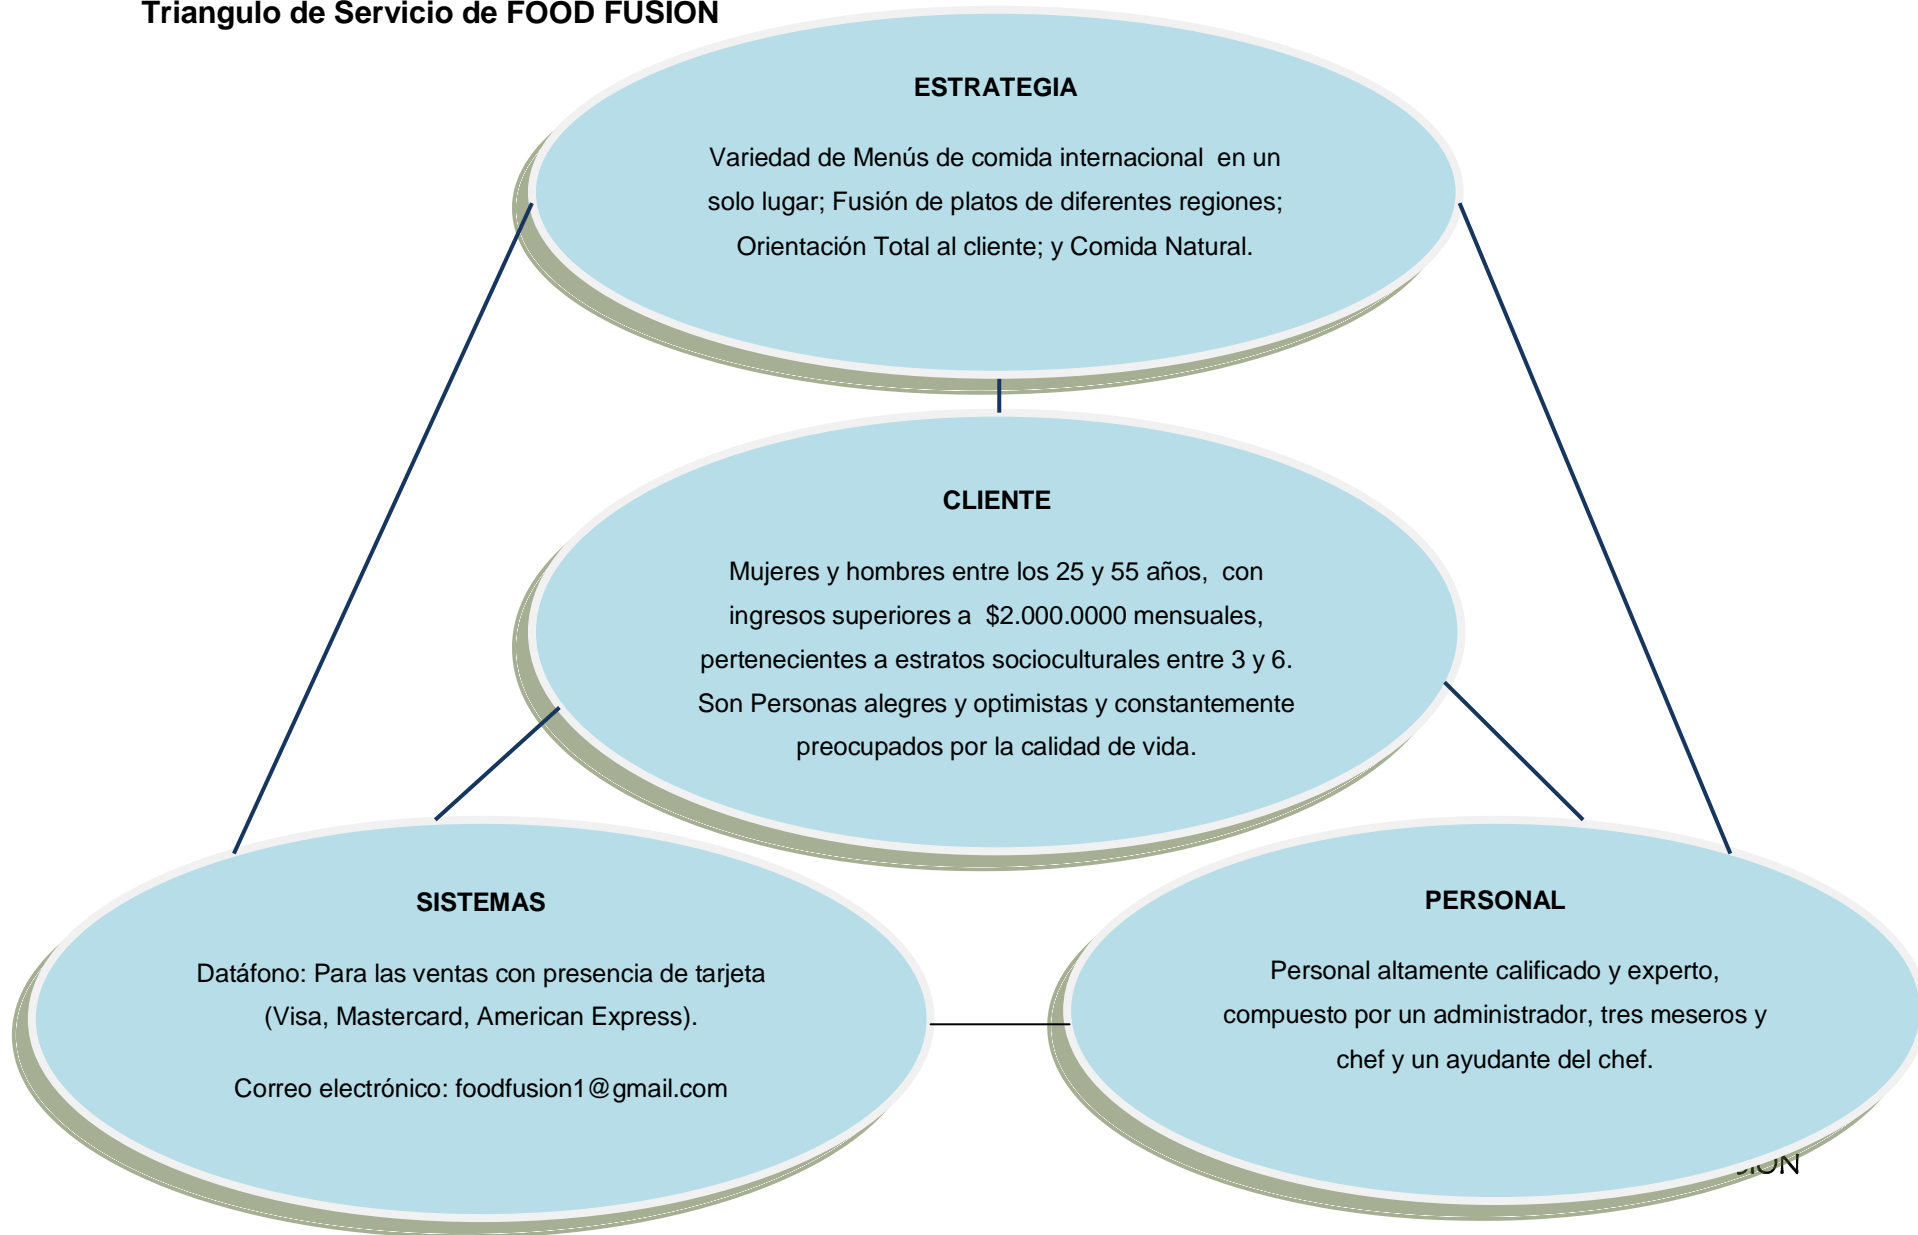 Triangulo de Servicio de FOOD FUSION
ESTRATEGIA
Variedad de Menús de comida internacional en un
solo lugar; Fusión de platos de diferentes regiones;
Orientación Total al cliente; y Comida Natural.
CLIENTE
Mujeres y hombres entre los 25 y 55 años, con
ingresos superiores a $2.000.0000 mensuales,
pertenecientes a estratos socioculturales entre 3 y 6.
Son Personas alegres y optimistas y constantemente
preocupados por la calidad de vida.
SISTEMAS
Datáfono: Para las ventas con presencia de tarjeta
(Visa, Mastercard, American Express).
Correo electrónico: foodfusion1@gmail.com
PERSONAL
Personal altamente calificado y experto,
compuesto por un administrador, tres meseros y
chef y un ayudante del chef.